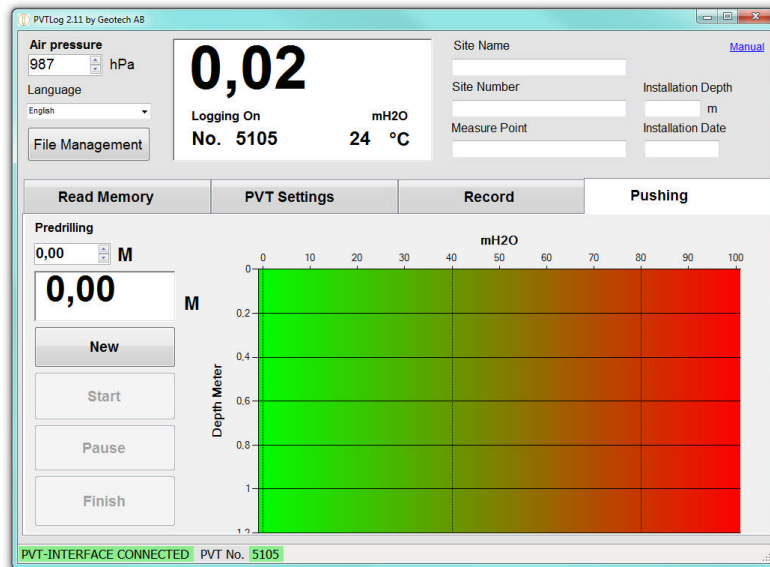 PVTLog 2.11 by Geotech AB
Air pressure
987 hPa
Language
English
File Management
0,02
Logging On mH2O
No. 5105 24 °C
Site Name
Manual
Site Number
Installation Depth
m
Measure Point
Installation Date
Read Memory PVT Settings Record Pushing
Predrilling
0,00 M
0,00 M
New
Start
Pause
Finish
mH2O
0 10 20 30 40 50 60 70 80 90 100
Depth Meter
0
0,2
0,4
0,6
0,8
1
1,2
PVT-INTERFACE CONNECTED PVT No. 5105